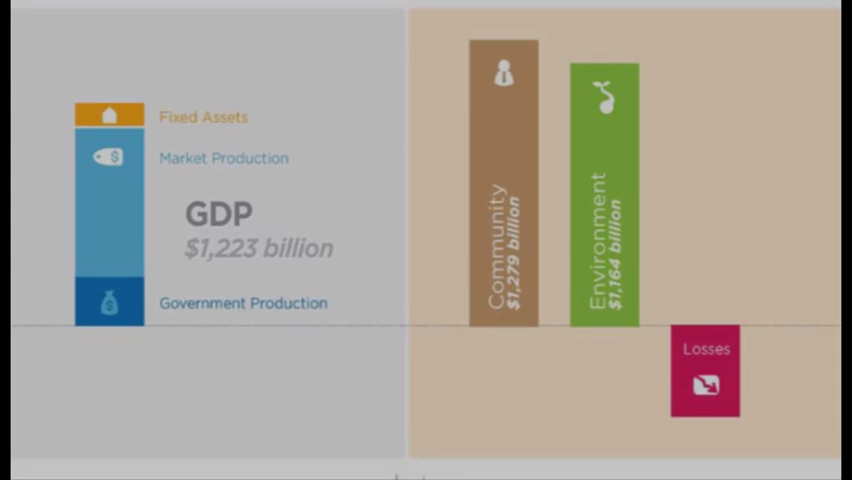 Fixed Assets
Market Production
GDP
$1,223 billion
Government Production
Community
$1,279 billion
Environment
$1,164 billion
Losses